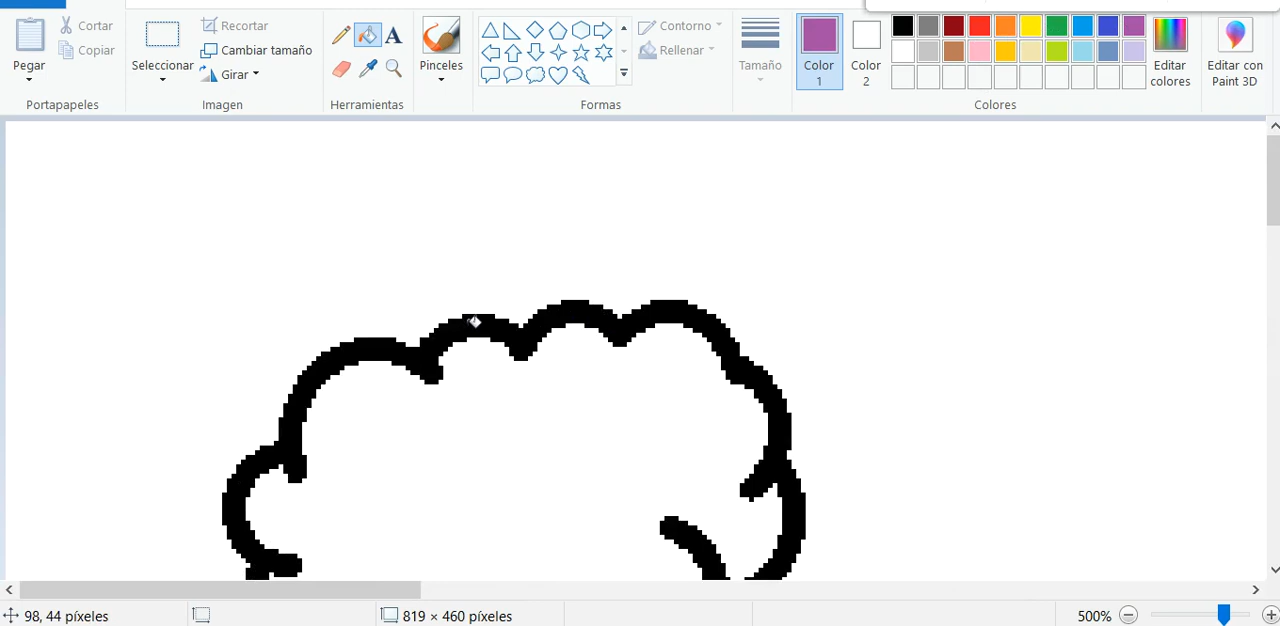 Pegar
Cortar
Copiar
Portapapeles
Seleccionar
Recortar
Cambiar tamaño
Girar
Imagen
A
Herramientas
Pinceles
Contorno
Rellenar
Formas
Tamaño
Color
1
Color
2
Editar
colores
Editar con
Paint 3D
Colores
98, 44 píxeles
819 × 460 píxeles
500%